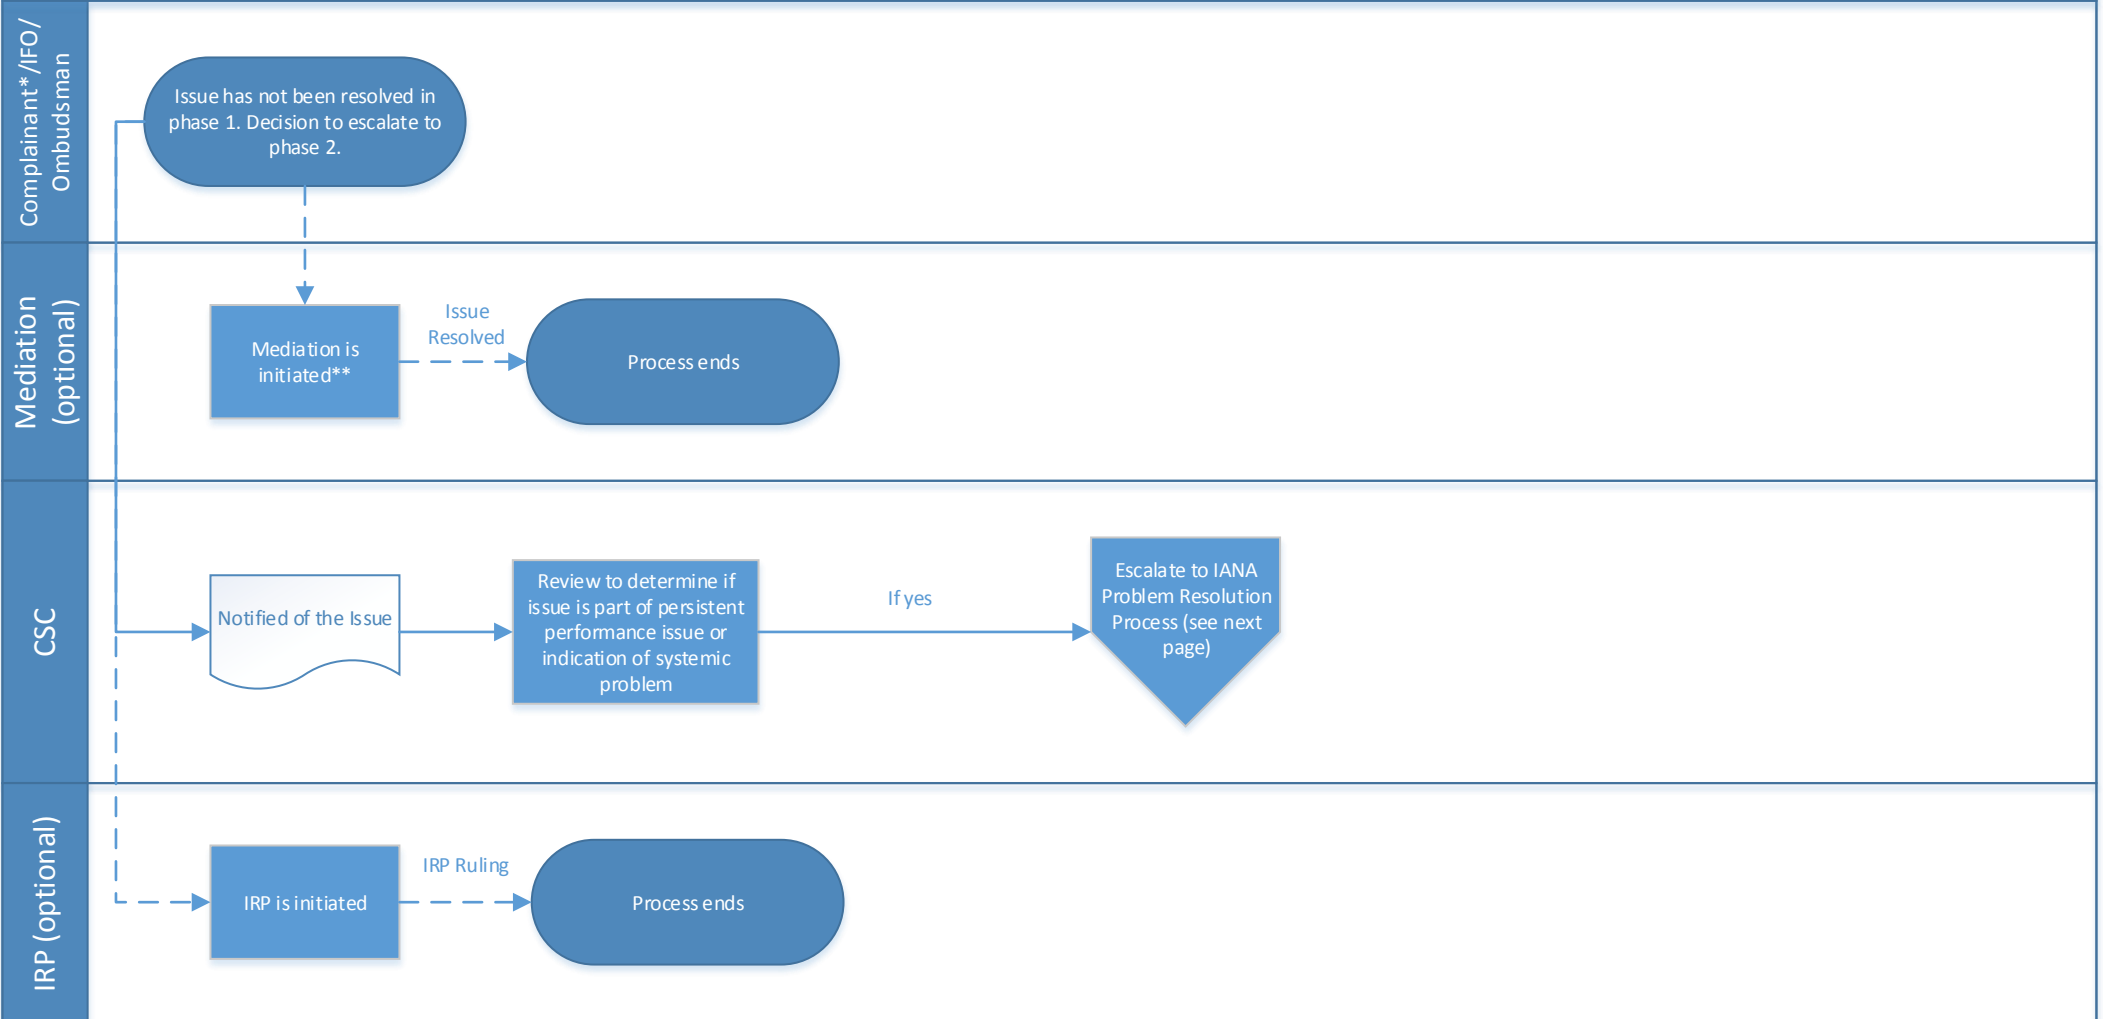 Complainant*/IFO/
Ombudsman
Issue has not been resolved in
phase 1. Decision to escalate to
phase 2.
Mediation
(optional)
Mediation is
initiated**
Issue
Resolved
Process ends
CSC
Notified of the Issue
Review to determine if
issue is part of persistent
performance issue or
indication of systemic
problem
If yes
Escalate to IANA
Problem Resolution
Process (see next
page)
IRP (optional)
IRP is initiated
IRP Ruling
Process ends